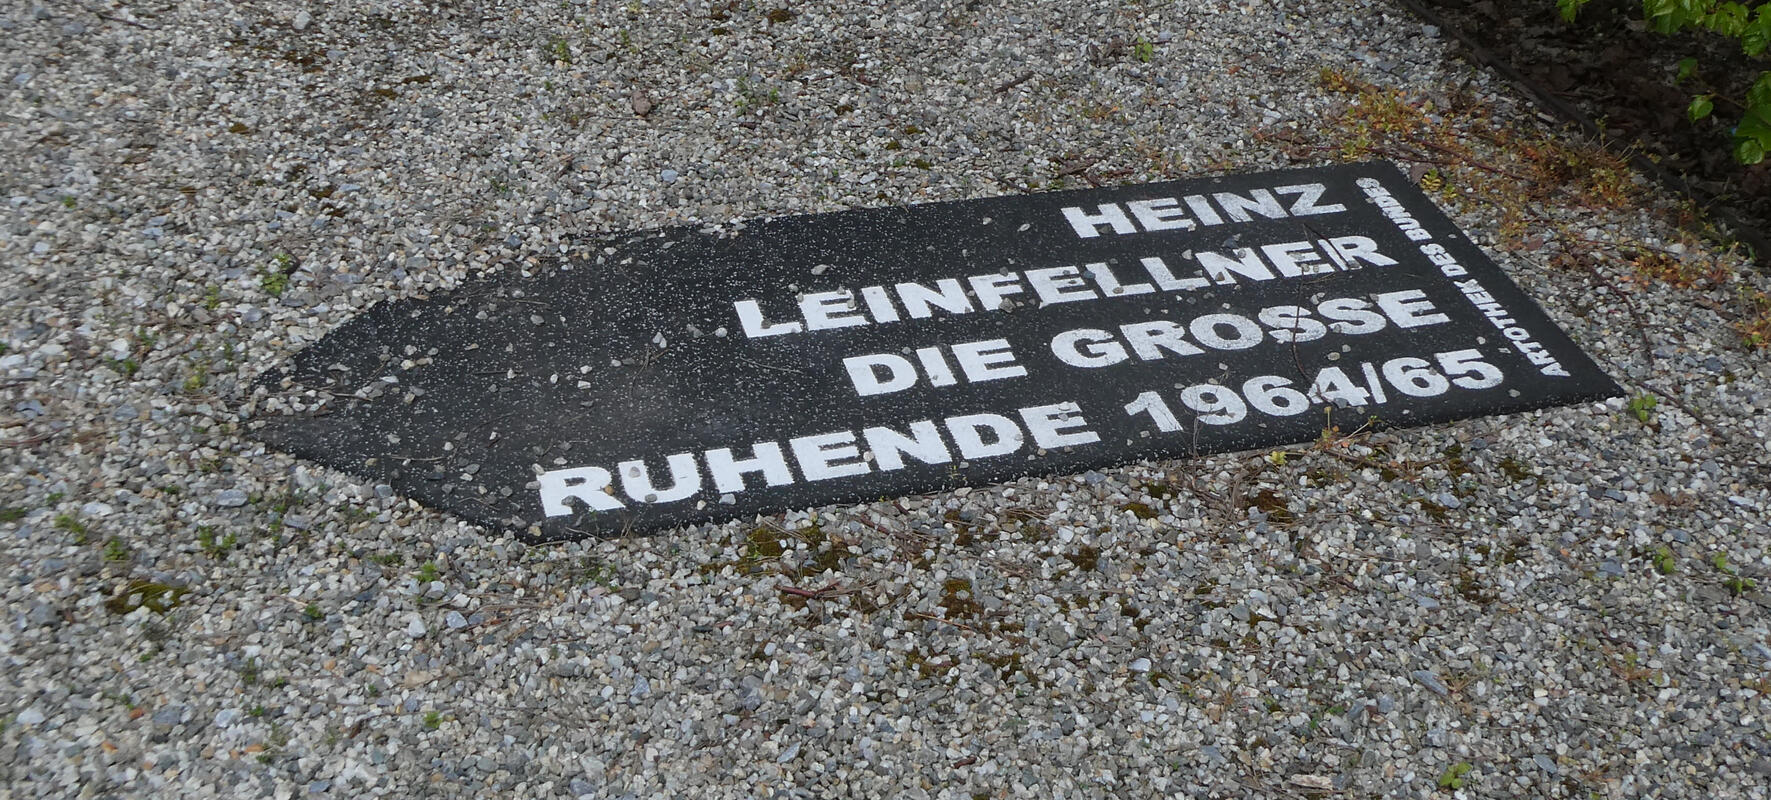 HEINZ
LEINFELLNER
DIE GROSSE
RUHENDE 1964/65
ARTOTHEK DES BUNDES